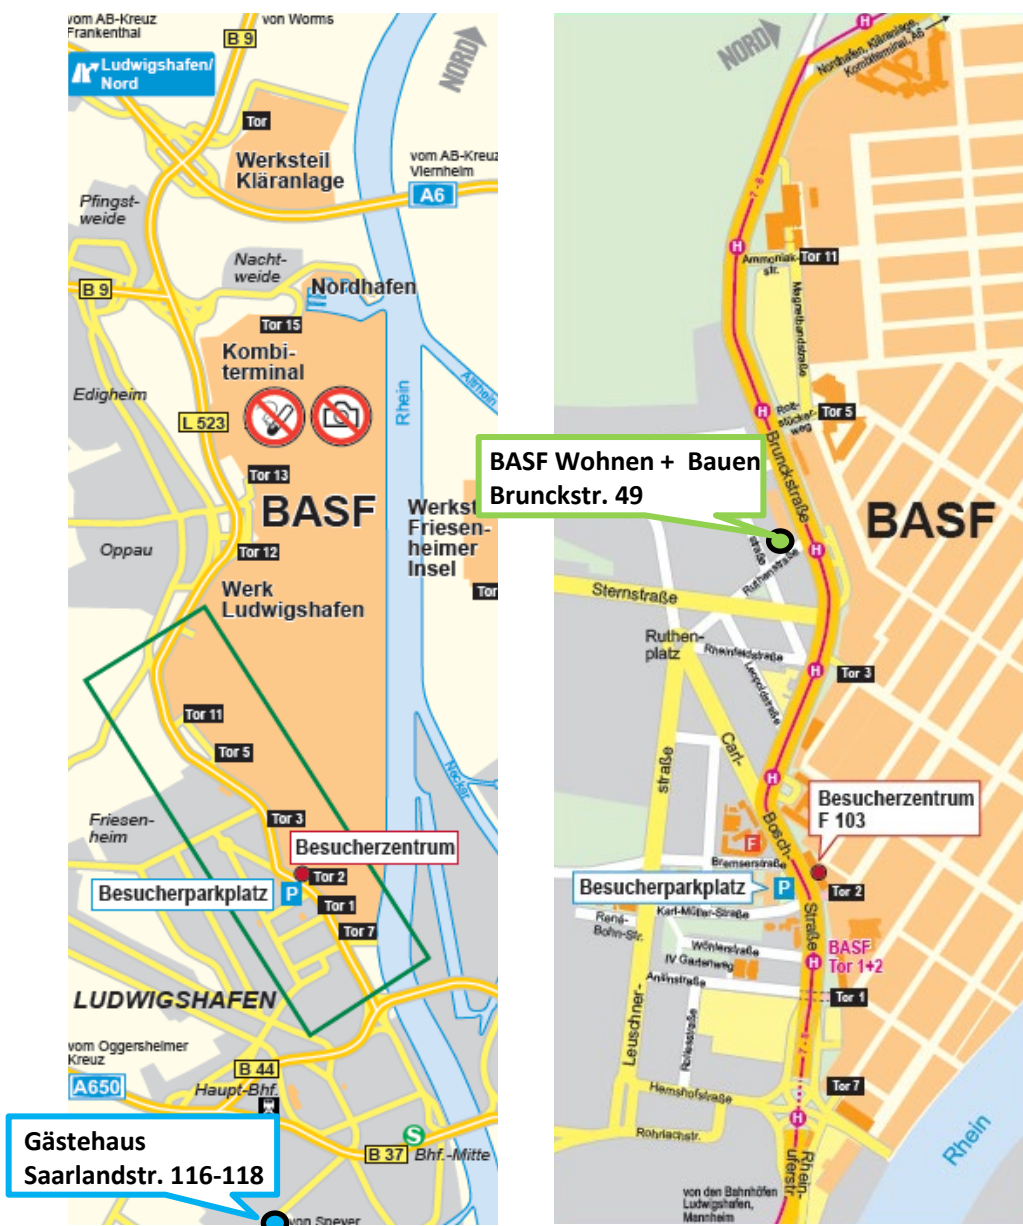 vom AB-Kreuz
Frankenthal
von Worms
B 9
Ludwigshafen/
Nord
NORD
Tor
Werksteil
Kläranlage
vom AB-Kreuz
Viernheim
A6
Pfingst-
weide
Nacht-
weide
B 9
Nordhafen
Tor 15
Kombi-
terminal
Rhein
Altrhein
Edigheim
L 523
Tor 13
BASF
Friesen-
heimer
Insel
Oppau
Tor 12
Tor
Werk
Ludwigshafen
Tor 11
Tor 5
Neckar
Friesen-
heim
Tor 3
Besucherzentrum
Tor 2
Besucherparkplatz
P
Tor 1
Tor 7
LUDWIGSHAFEN
vom Oggersheimer
Kreuz
B 44
A650
Haupt-Bhf.
S
B 37
Bhf.-Mitte
Gästehaus
Saarlandstr. 116-118
von Speyer
H
NORD
Nordhafen, Kläranlage,
Kombiterminal, A6
7 - 8
H
Ammoniak-
str.
Tor 11
Magnetbandstraße
H
Tor 5
Brunckstraße
BASF Wohnen + Bauen
Brunckstr. 49
BASF
H
Ruthenstraße
Sternstraße
Ruthen-
platz
Rheinfeldstraße
Leopoldstraße
H
Tor 3
Carl-
Bosch-
Straße
straße
H
Besucherzentrum
F 103
F
Bremserstraße
Besucherparkplatz
P
Tor 2
René-
Bohn-Str.
Karl-Müller-Straße
Wöhlerstraße
BASF
Tor 1+2
H
IV Gartenweg
Anilinstraße
Tor 1
Leuschner-
7 - 8
Tor 7
Hemshofstraße
H
Rohrlachstr.
Rhein
Rhein-
uferstr.
von den Bahnhöfen
Ludwigshafen,
Mannheim